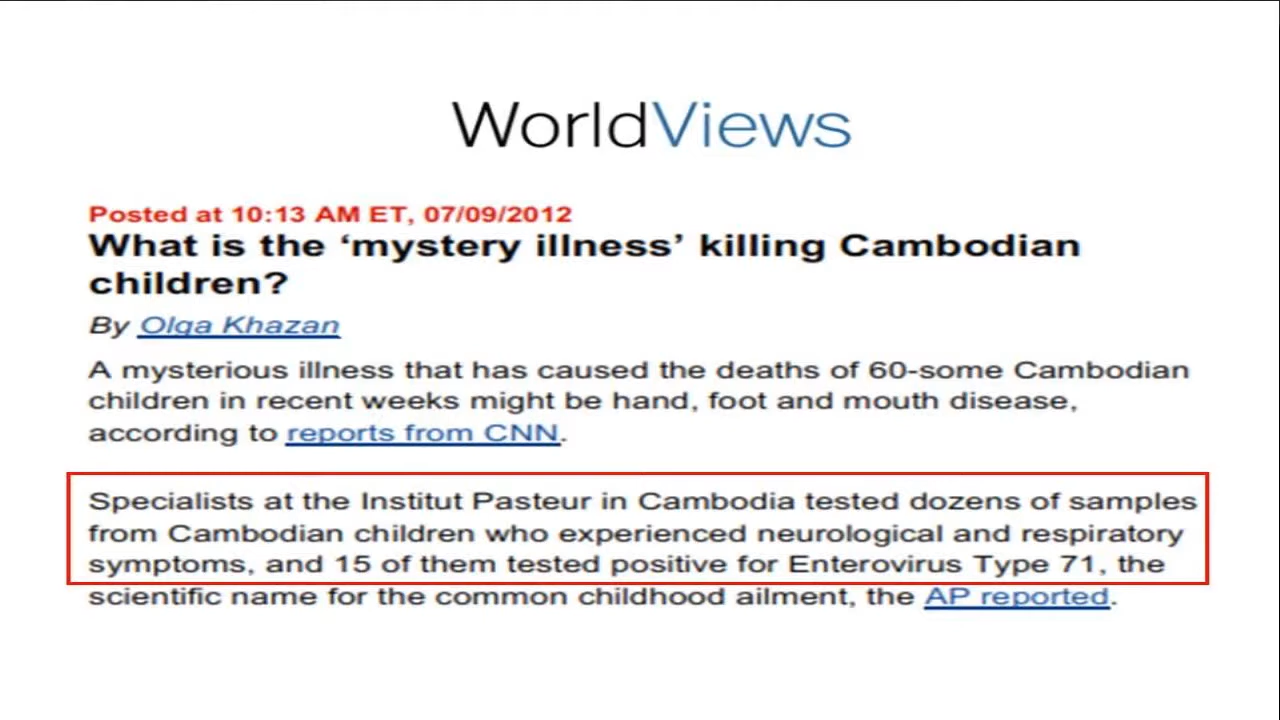 WorldViews
Posted at 10:13 AM ET, 07/09/2012
What is the ‘mystery illness’ killing Cambodian
children?
By Olga Khazan
A mysterious illness that has caused the deaths of 60-some Cambodian
children in recent weeks might be hand, foot and mouth disease,
according to reports from CNN.
Specialists at the Institut Pasteur in Cambodia tested dozens of samples
from Cambodian children who experienced neurological and respiratory
symptoms, and 15 of them tested positive for Enterovirus Type 71, the
scientific name for the common childhood ailment, the AP reported.